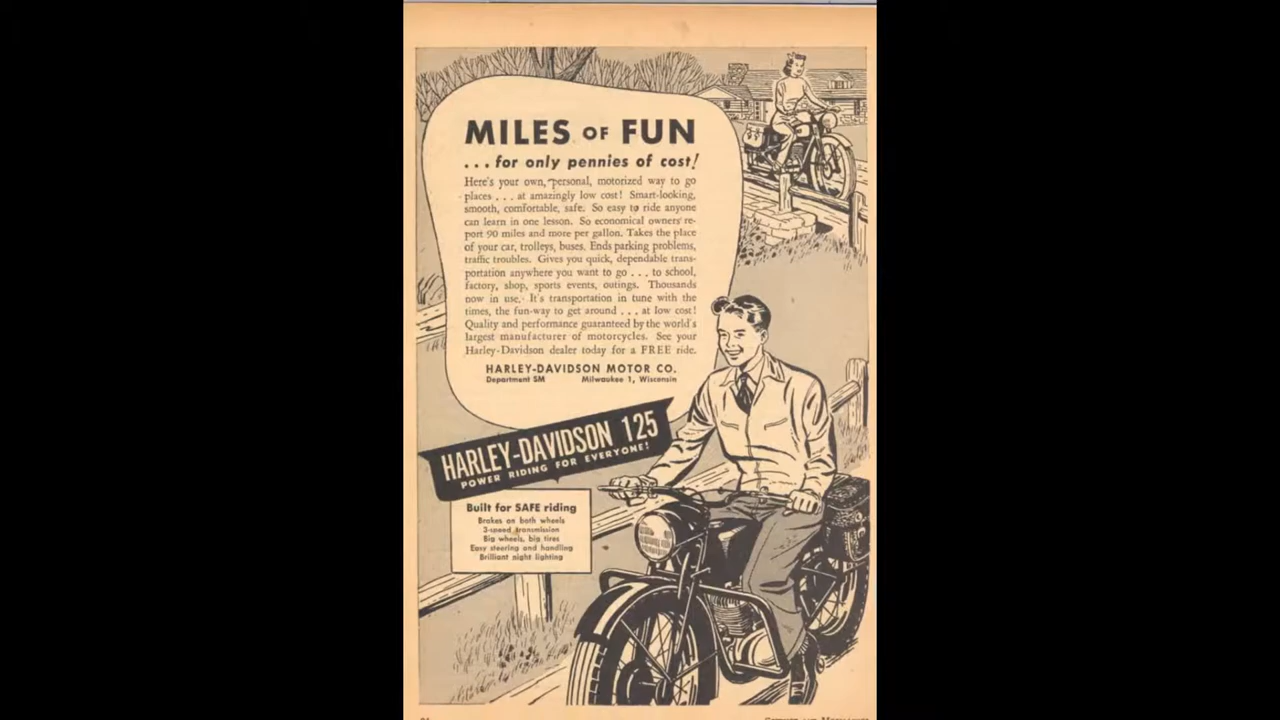 MILES OF FUN
...for only pennies of cost!
Here's your own, personal, motorized way to go
places ... at amazingly low cost! Smart-looking,
smooth, comfortable, safe. So easy to ride anyone
can learn in one lesson. So economical owners re-
port 90 miles and more per gallon. Takes the place
of your car, trolleys, buses. Ends parking problems,
traffic troubles. Gives you quick, dependable trans-
portation anywhere you want to go ... to school,
factory, shop, sports events, outings. Thousands
now in use. It's transportation in tune with the
times, the fun-way to get around ... at low cost!
Quality and performance guaranteed by the world's
largest manufacturer of motorcycles. See your
Harley-Davidson dealer today for a FREE ride.
HARLEY-DAVIDSON MOTOR CO.
Department SM Milwaukee 1, Wisconsin
HARLEY-DAVIDSON 125
POWER RIDING FOR EVERYONE!
Built for SAFE riding
Brakes on both wheels
3-speed transmission
Big wheels, big tires
Easy steering and handling
Brilliant night lighting